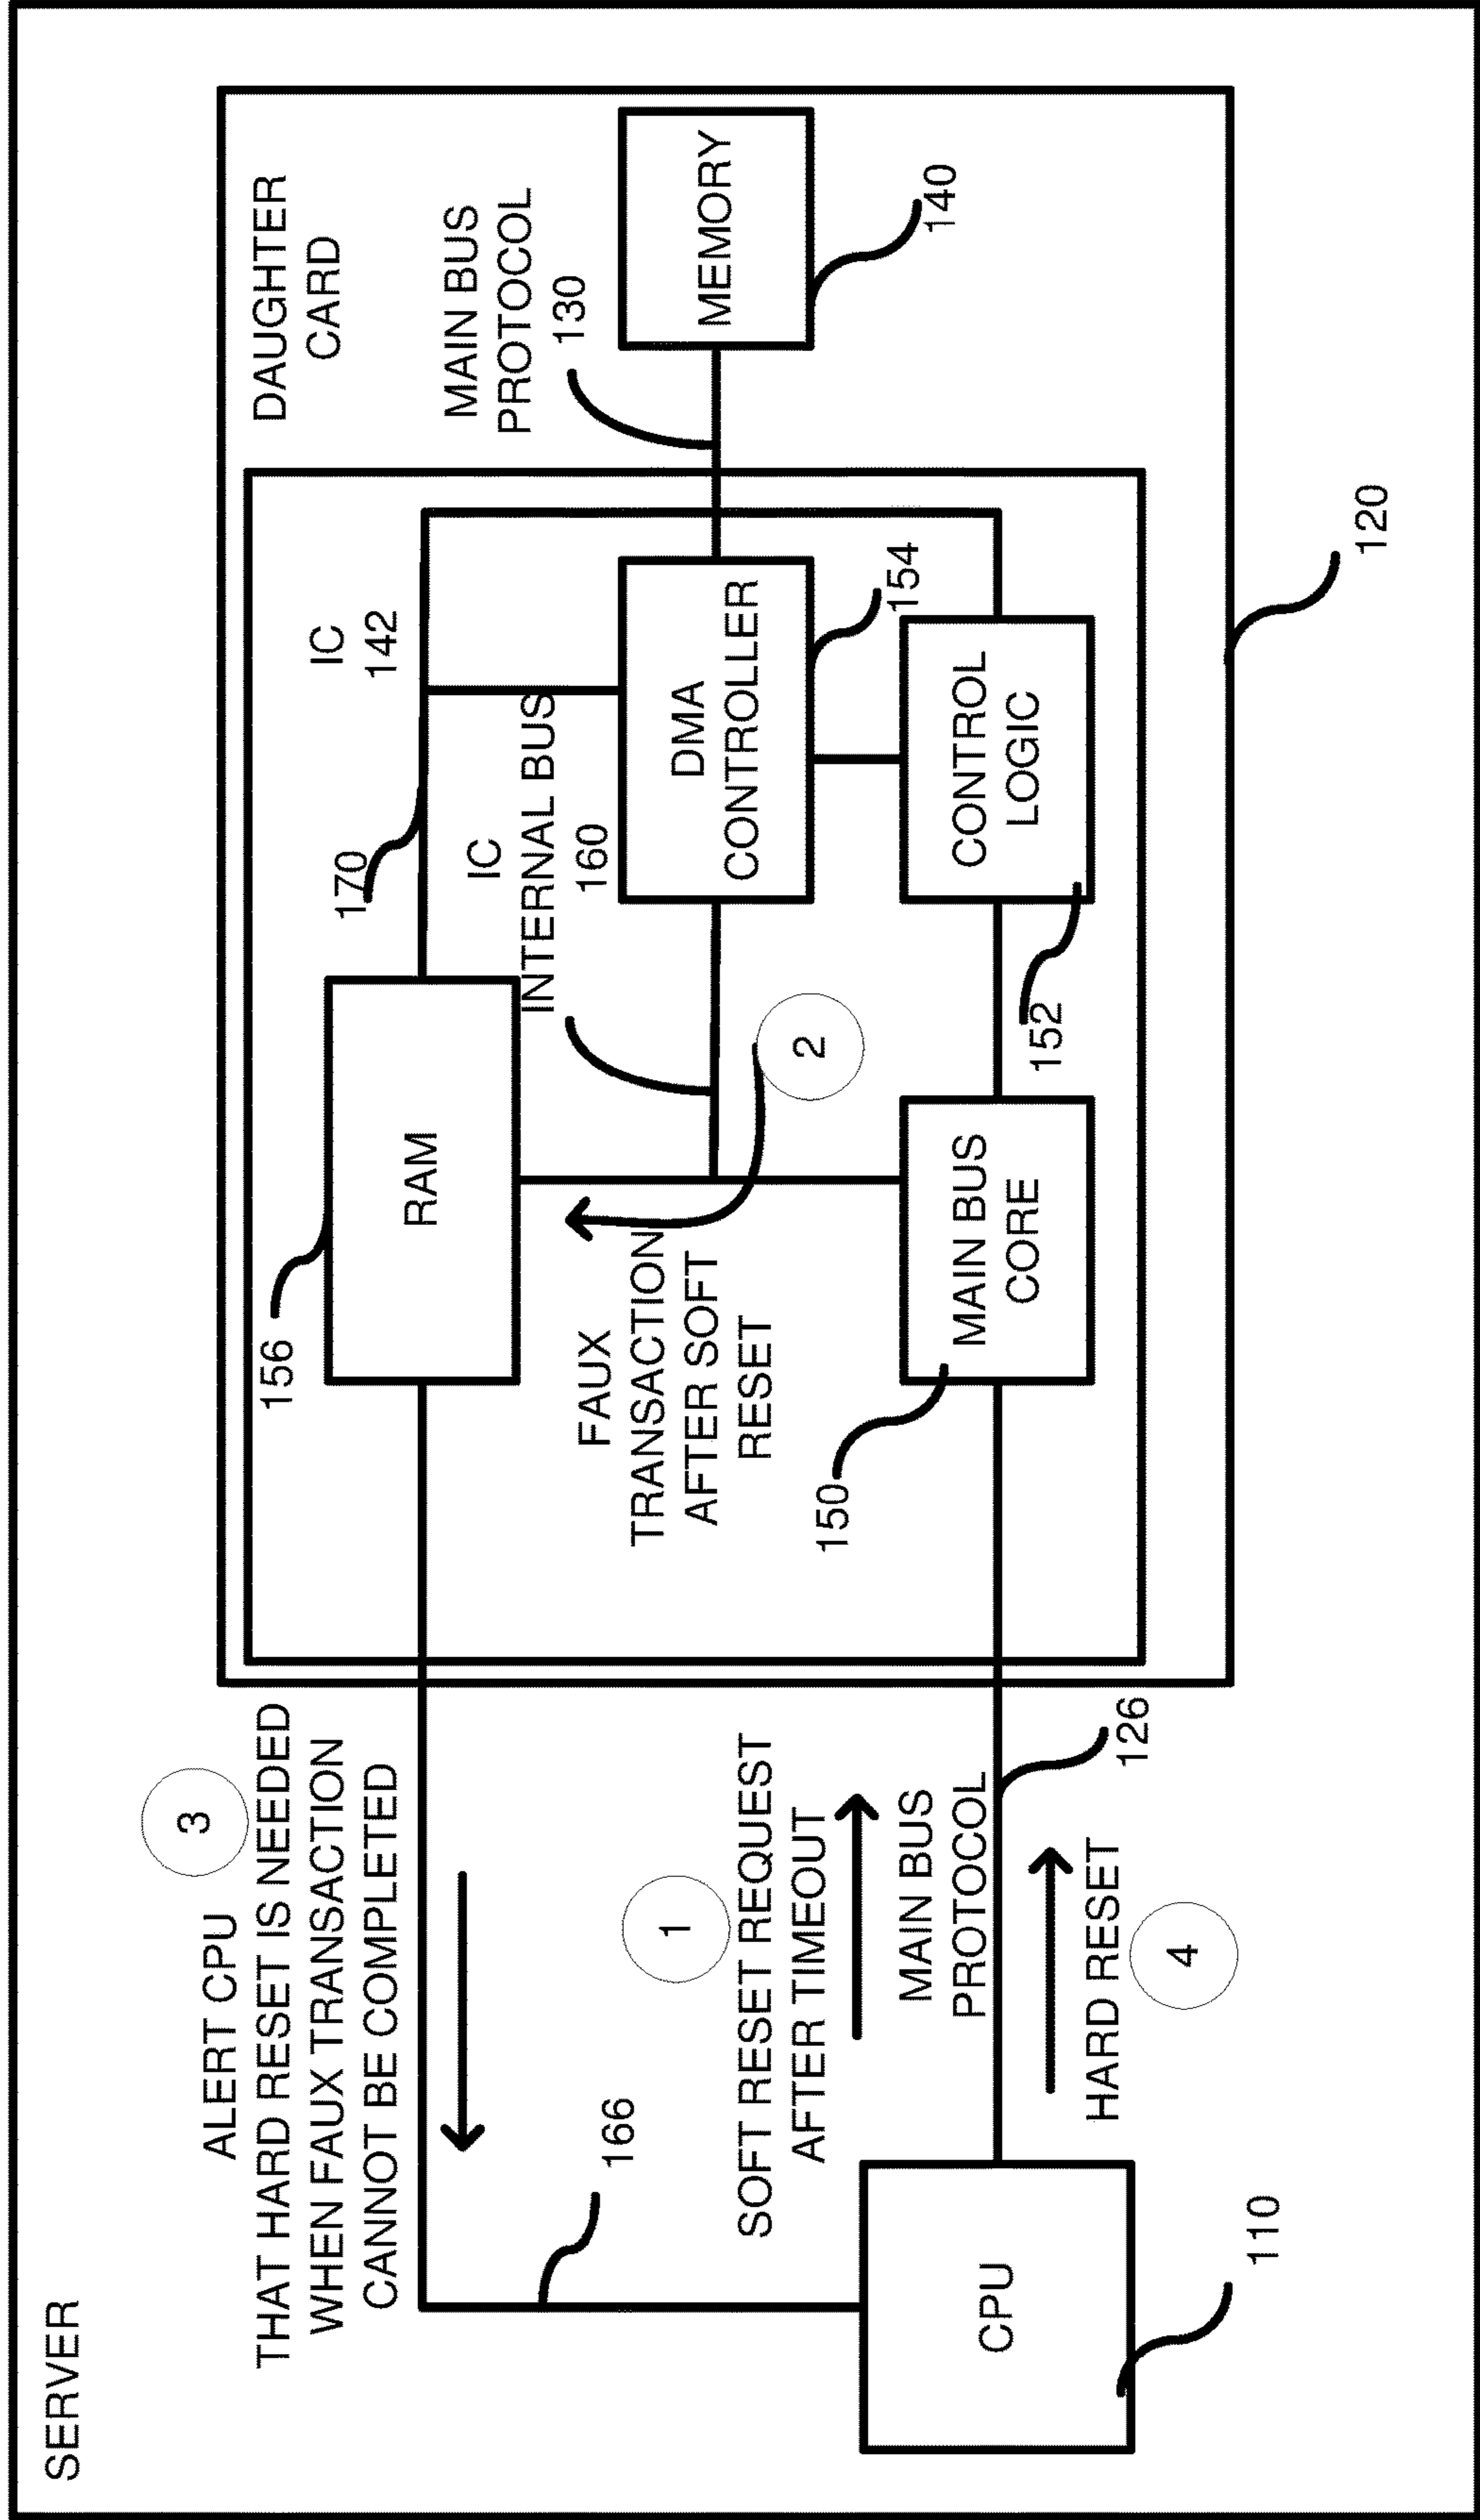 SERVER
DAUGHTER
CARD
3
ALERT CPU
THAT HARD RESET IS NEEDED
WHEN FAUX TRANSACTION
CANNOT BE COMPLETED
166
1
SOFT RESET REQUEST
AFTER TIMEOUT
MAIN BUS
PROTOCOL
126
HARD RESET
4
CPU
110
156
RAM
170
IC
142
IC
INTERNAL BUS
160
FAUX
TRANSACTION
AFTER SOFT
RESET
2
150
MAIN BUS
CORE
152
DMA
CONTROLLER
154
CONTROL
LOGIC
MAIN BUS
PROTOCOL
130
MEMORY
140
120